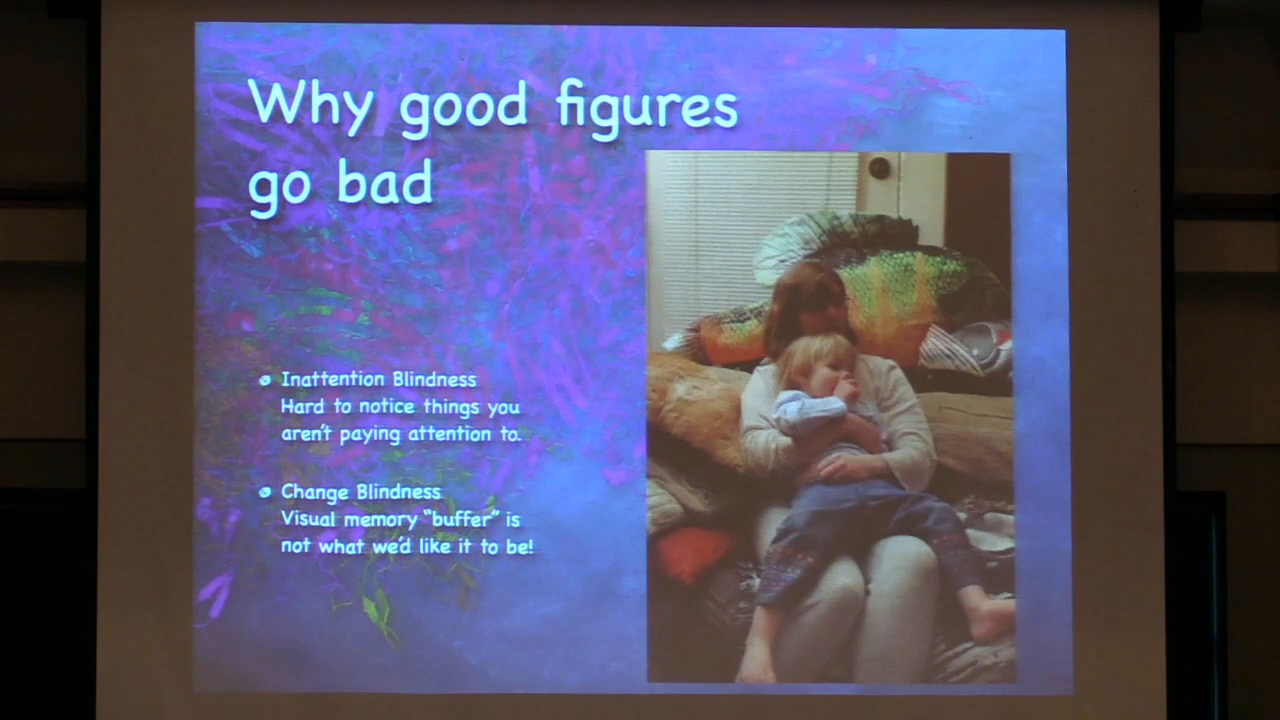 Why good figures
go bad
Inattention Blindness
Hard to notice things you
aren't paying attention to.
Change Blindness
Visual memory “buffer” is
not what we'd like it to be!